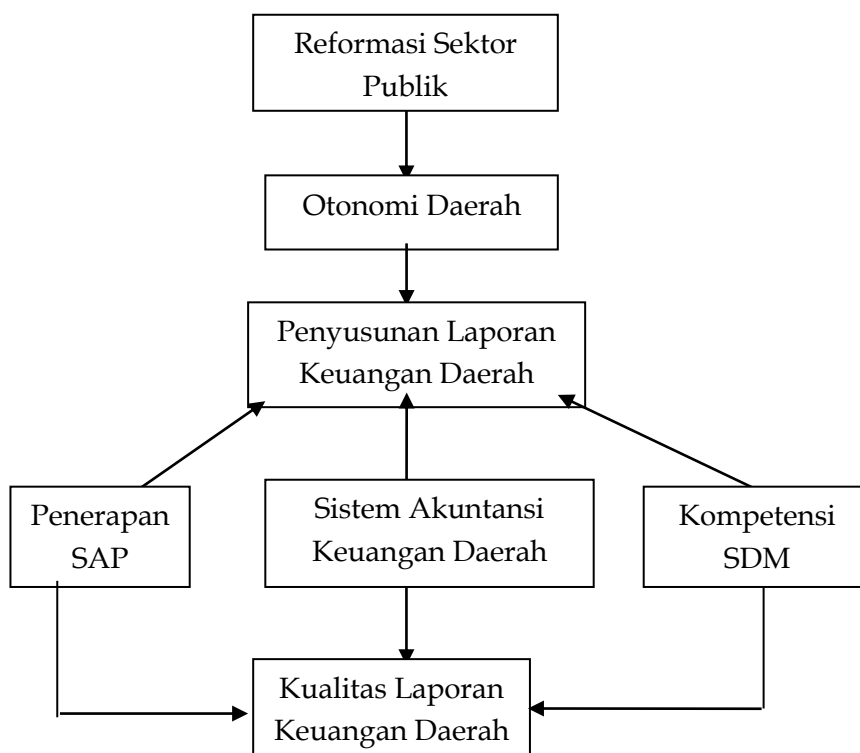 Reformasi Sektor
Publik
Otonomi Daerah
Penyusunan Laporan
Keuangan Daerah
Penerapan
SAP
Sistem Akuntansi
Keuangan Daerah
Kompetensi
SDM
Kualitas Laporan
Keuangan Daerah